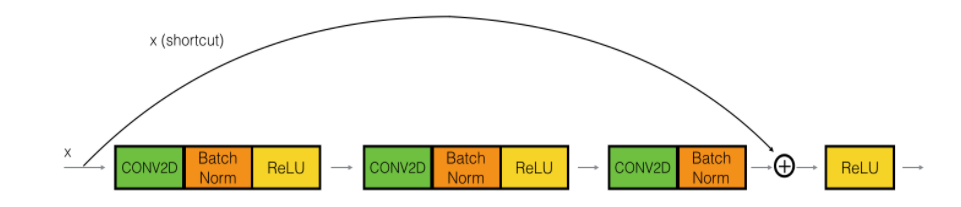 x (shortcut)
x
CONV2D
Batch
Norm
ReLU
CONV2D
Batch
Norm
ReLU
CONV2D
Batch
Norm
+
ReLU